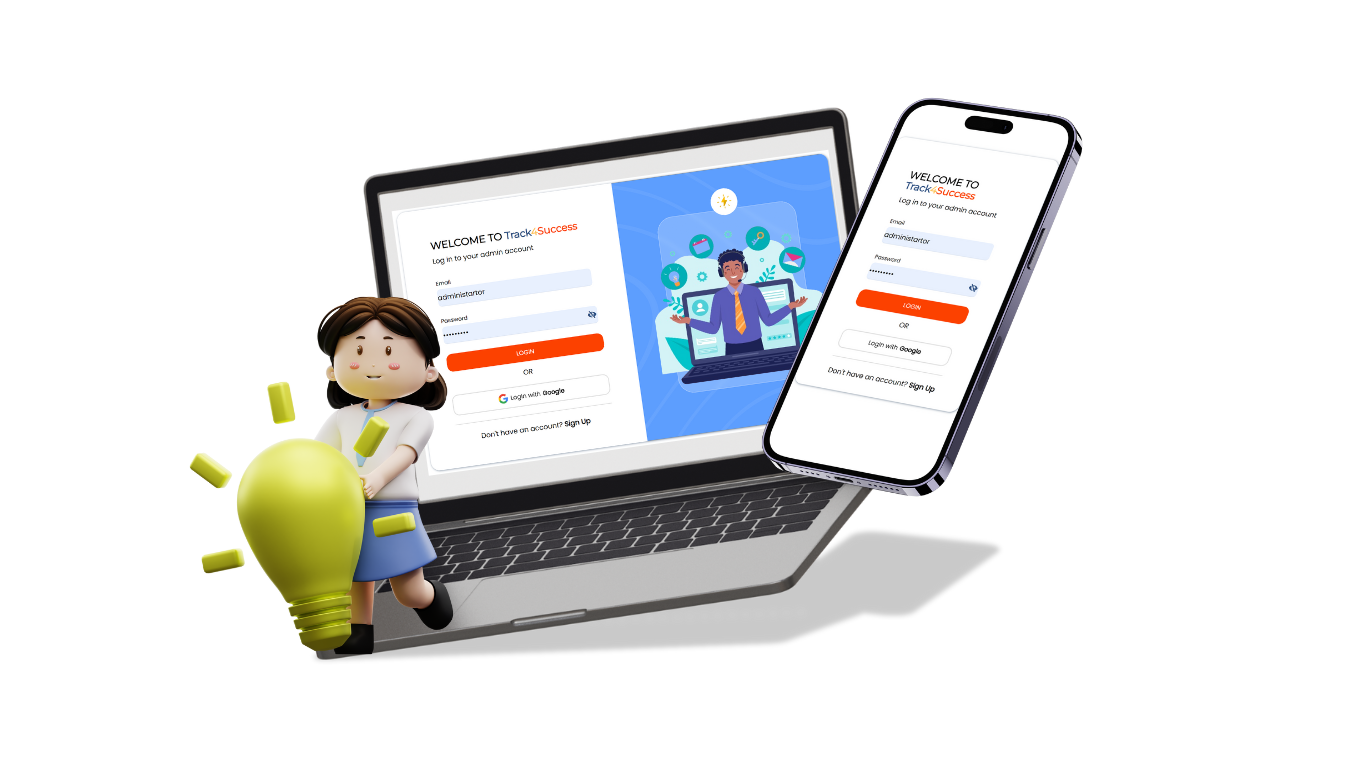 WELCOME TO Track4Success
Log in to your admin account
Email
administartor
Password
•••••••••
LOGIN
OR
G Login with Google
Don't have an account? Sign Up
WELCOME TO
Track4Success
Log in to your admin account
Email
administartor
Password
•••••••••
LOGIN
OR
Login with Google
Don't have an account? Sign Up